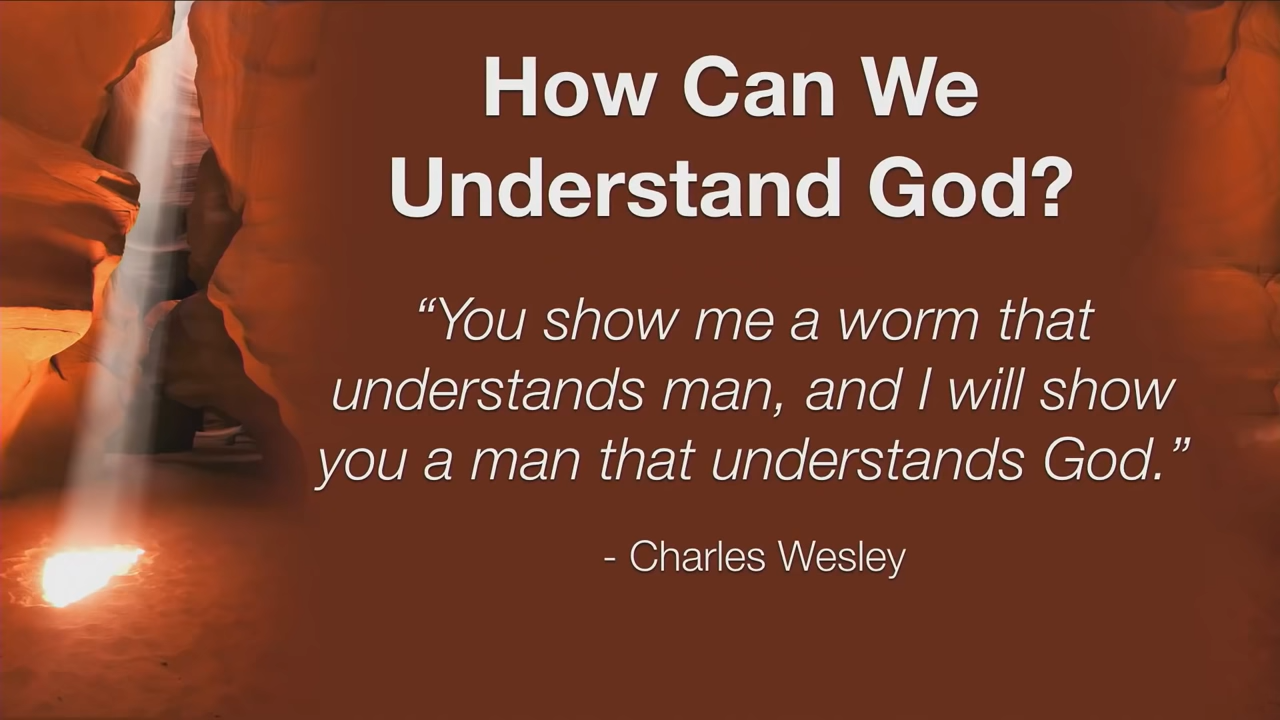 How Can We
Understand God?
“You show me a worm that
understands man, and I will show
you a man that understands God.”
- Charles Wesley